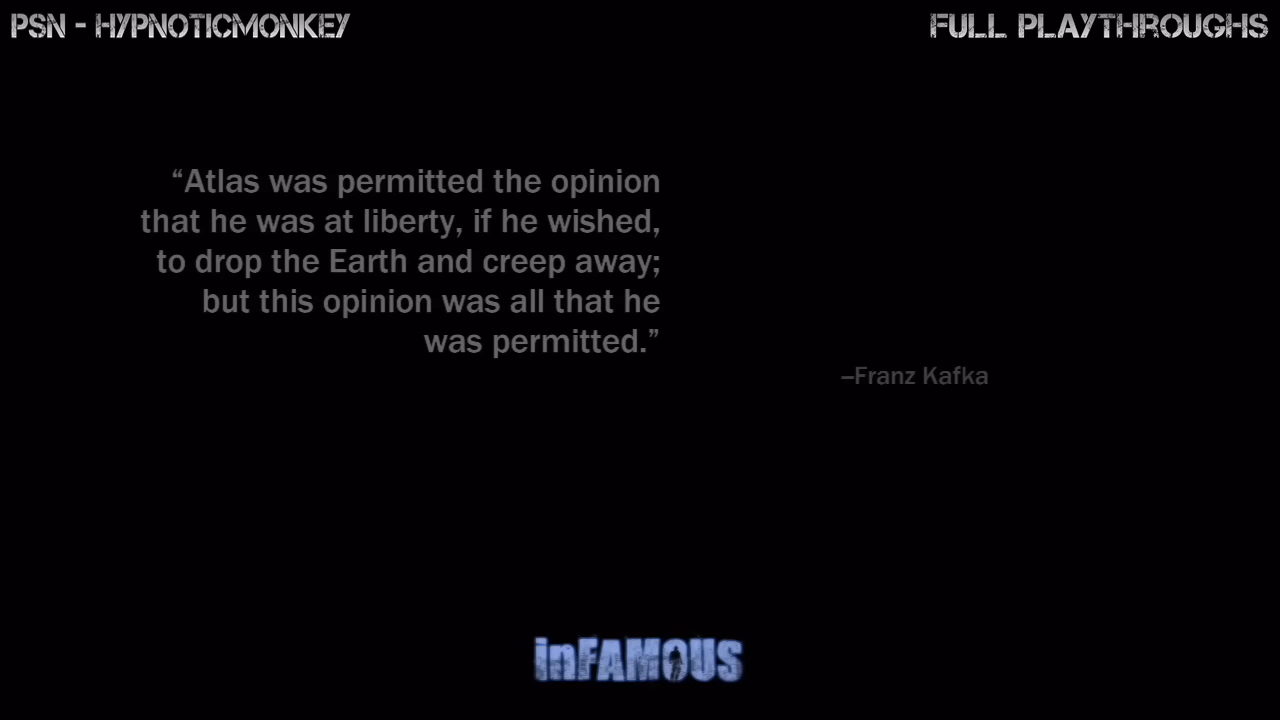 PSN - HYPNOTICMONKEY
FULL PLAYTHROUGHS
“Atlas was permitted the opinion
that he was at liberty, if he wished,
to drop the Earth and creep away;
but this opinion was all that he
was permitted.”
–Franz Kafka
inFAMOUS